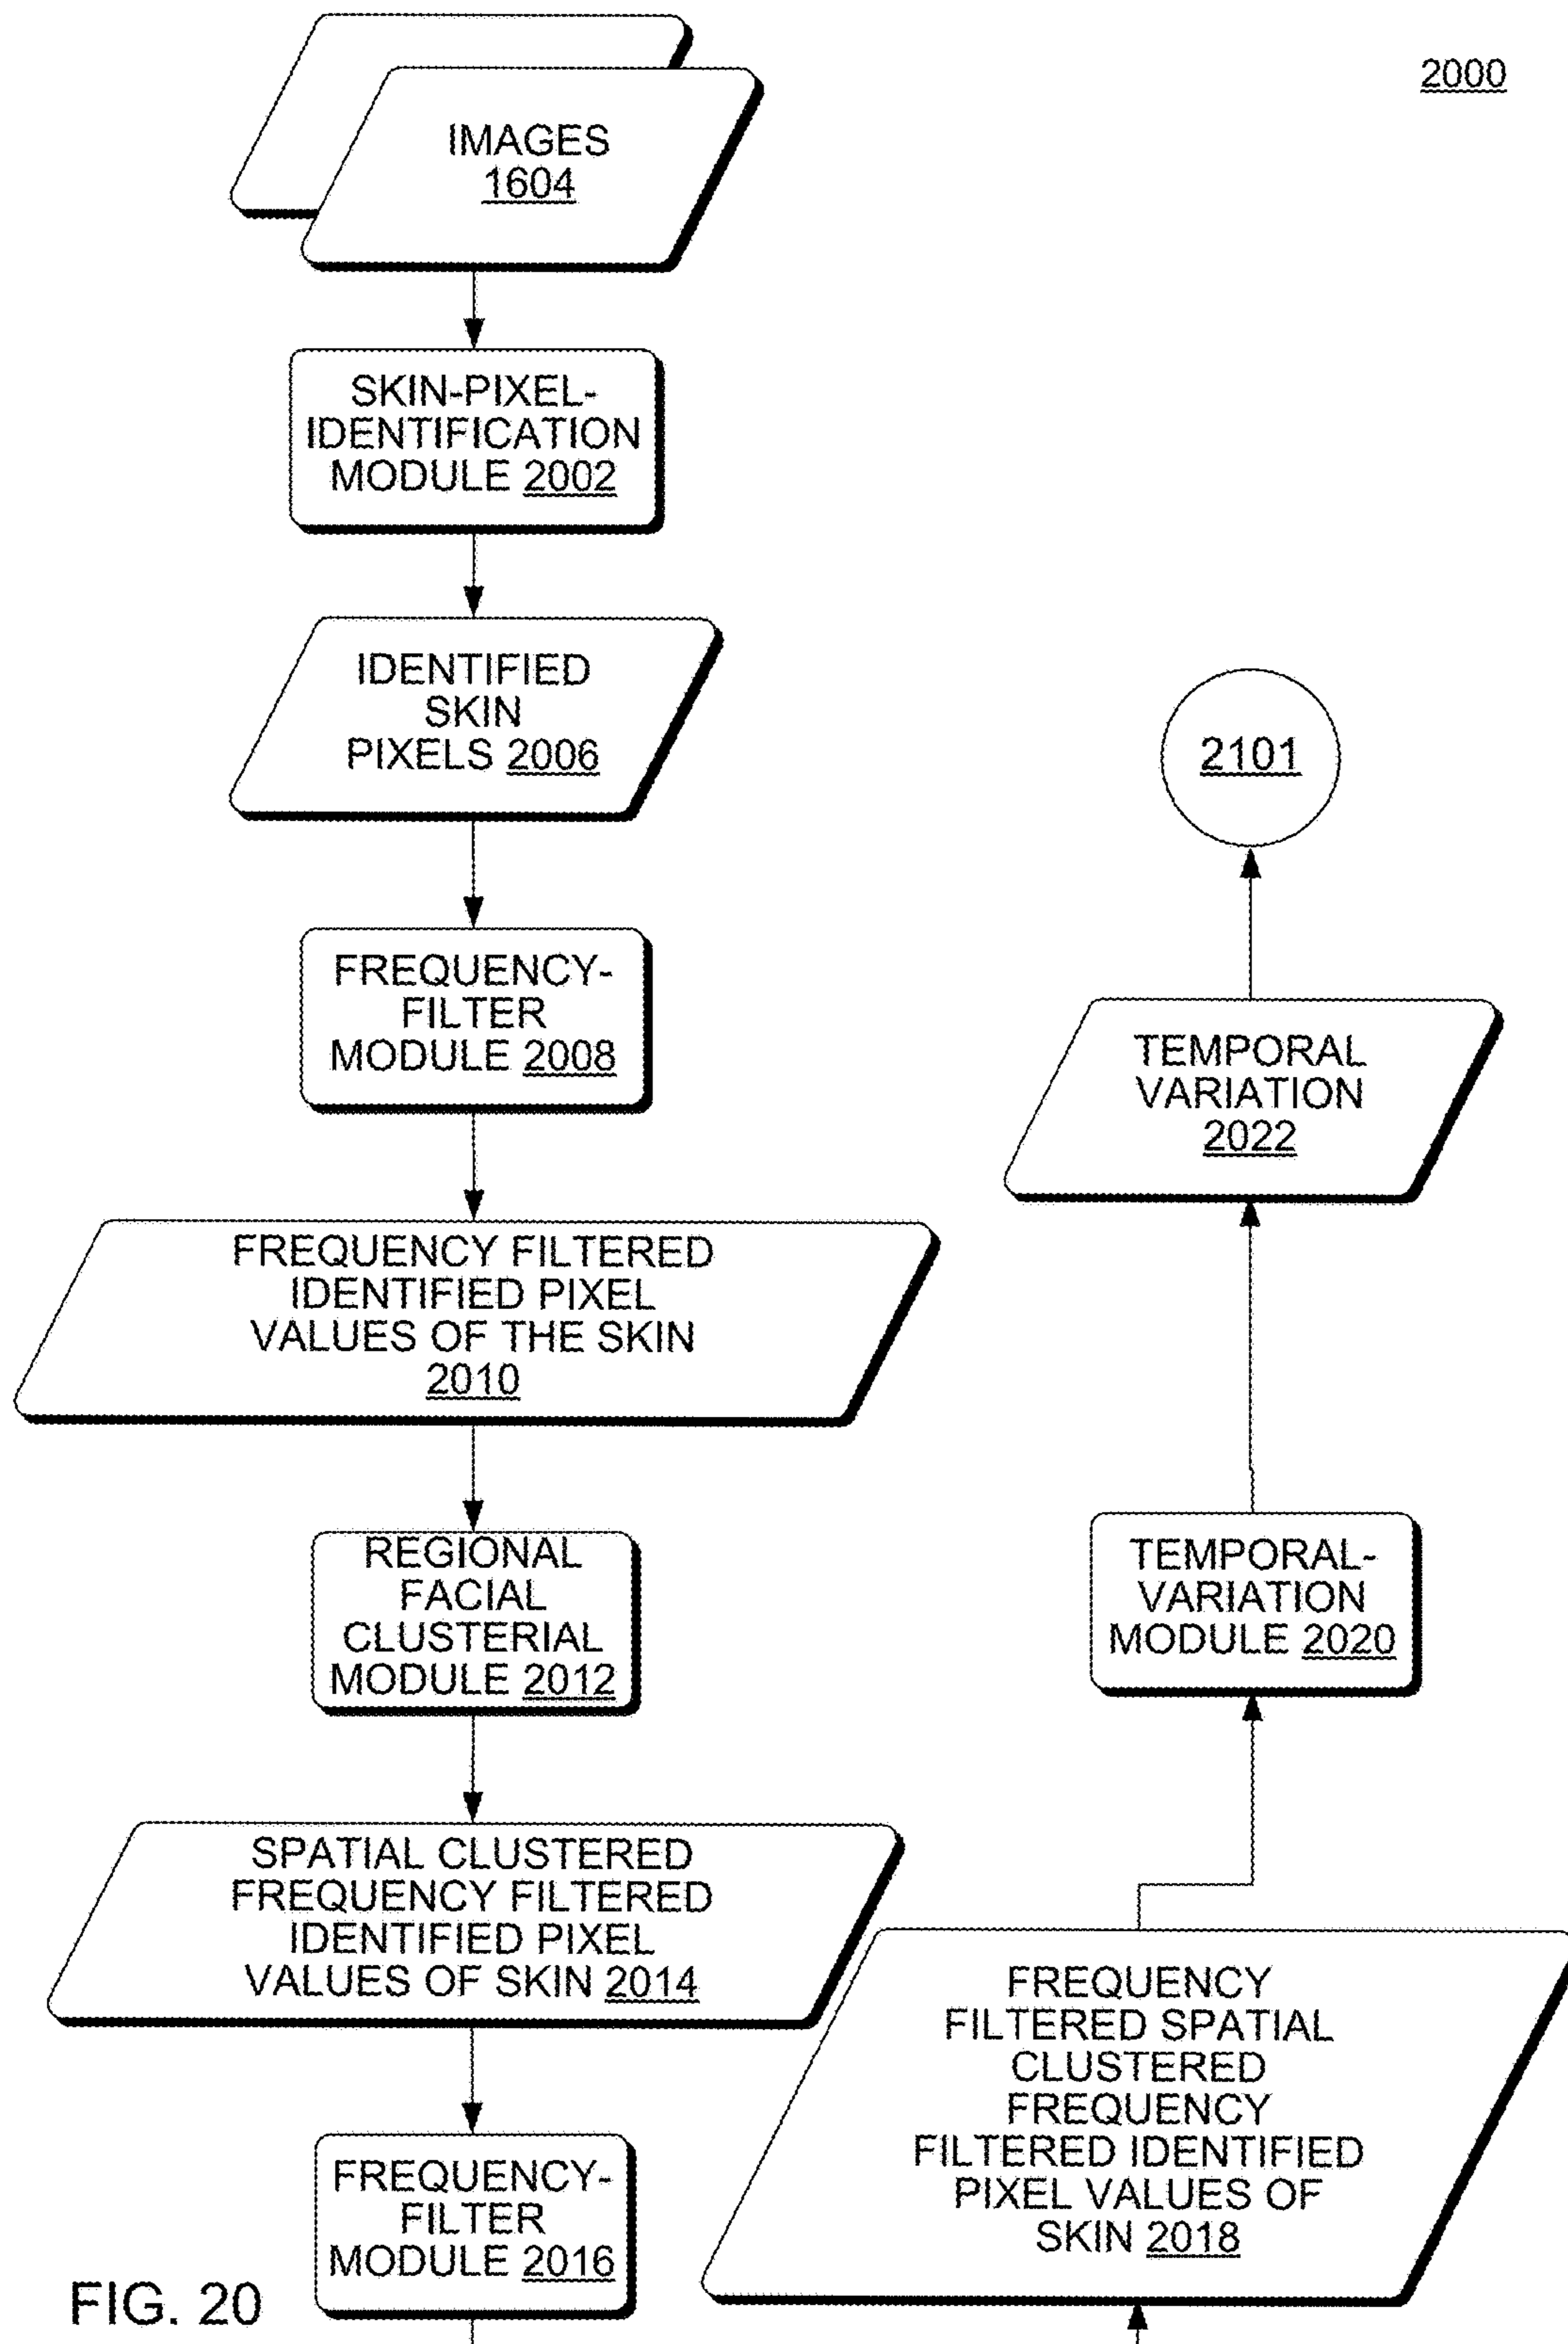 2000
IMAGES
1604
SKIN-PIXEL-
IDENTIFICATION
MODULE 2002
IDENTIFIED
SKIN
PIXELS 2006
FREQUENCY-
FILTER
MODULE 2008
FREQUENCY FILTERED
IDENTIFIED PIXEL
VALUES OF THE SKIN
2010
REGIONAL
FACIAL
CLUSTERIAL
MODULE 2012
SPATIAL CLUSTERED
FREQUENCY FILTERED
IDENTIFIED PIXEL
VALUES OF SKIN 2014
FREQUENCY-
FILTER
MODULE 2016
FREQUENCY
FILTERED SPATIAL
CLUSTERED
FREQUENCY
FILTERED IDENTIFIED
PIXEL VALUES OF
SKIN 2018
TEMPORAL-
VARIATION
MODULE 2020
TEMPORAL
VARIATION
2022
2101
FIG. 20